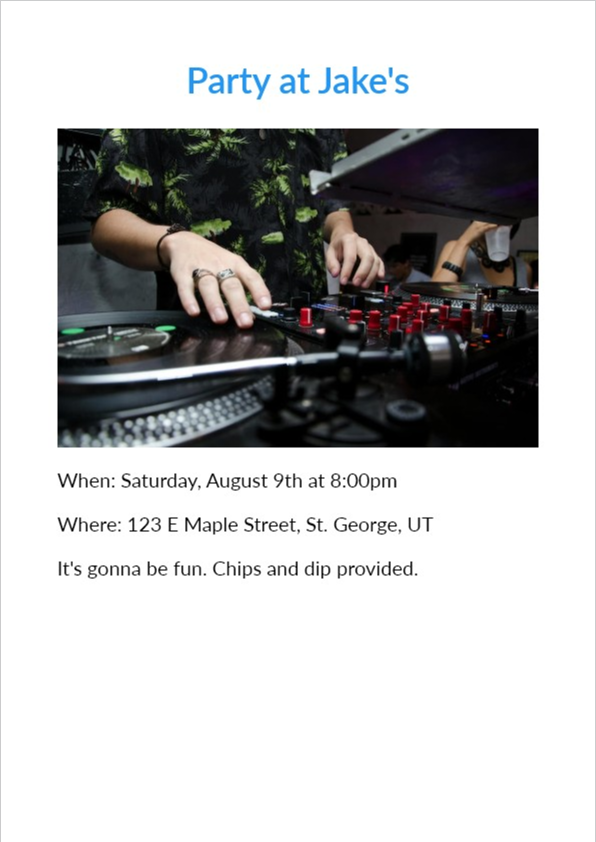 Party at Jake's
When: Saturday, August 9th at 8:00pm
Where: 123 E Maple Street, St. George, UT
It's gonna be fun. Chips and dip provided.